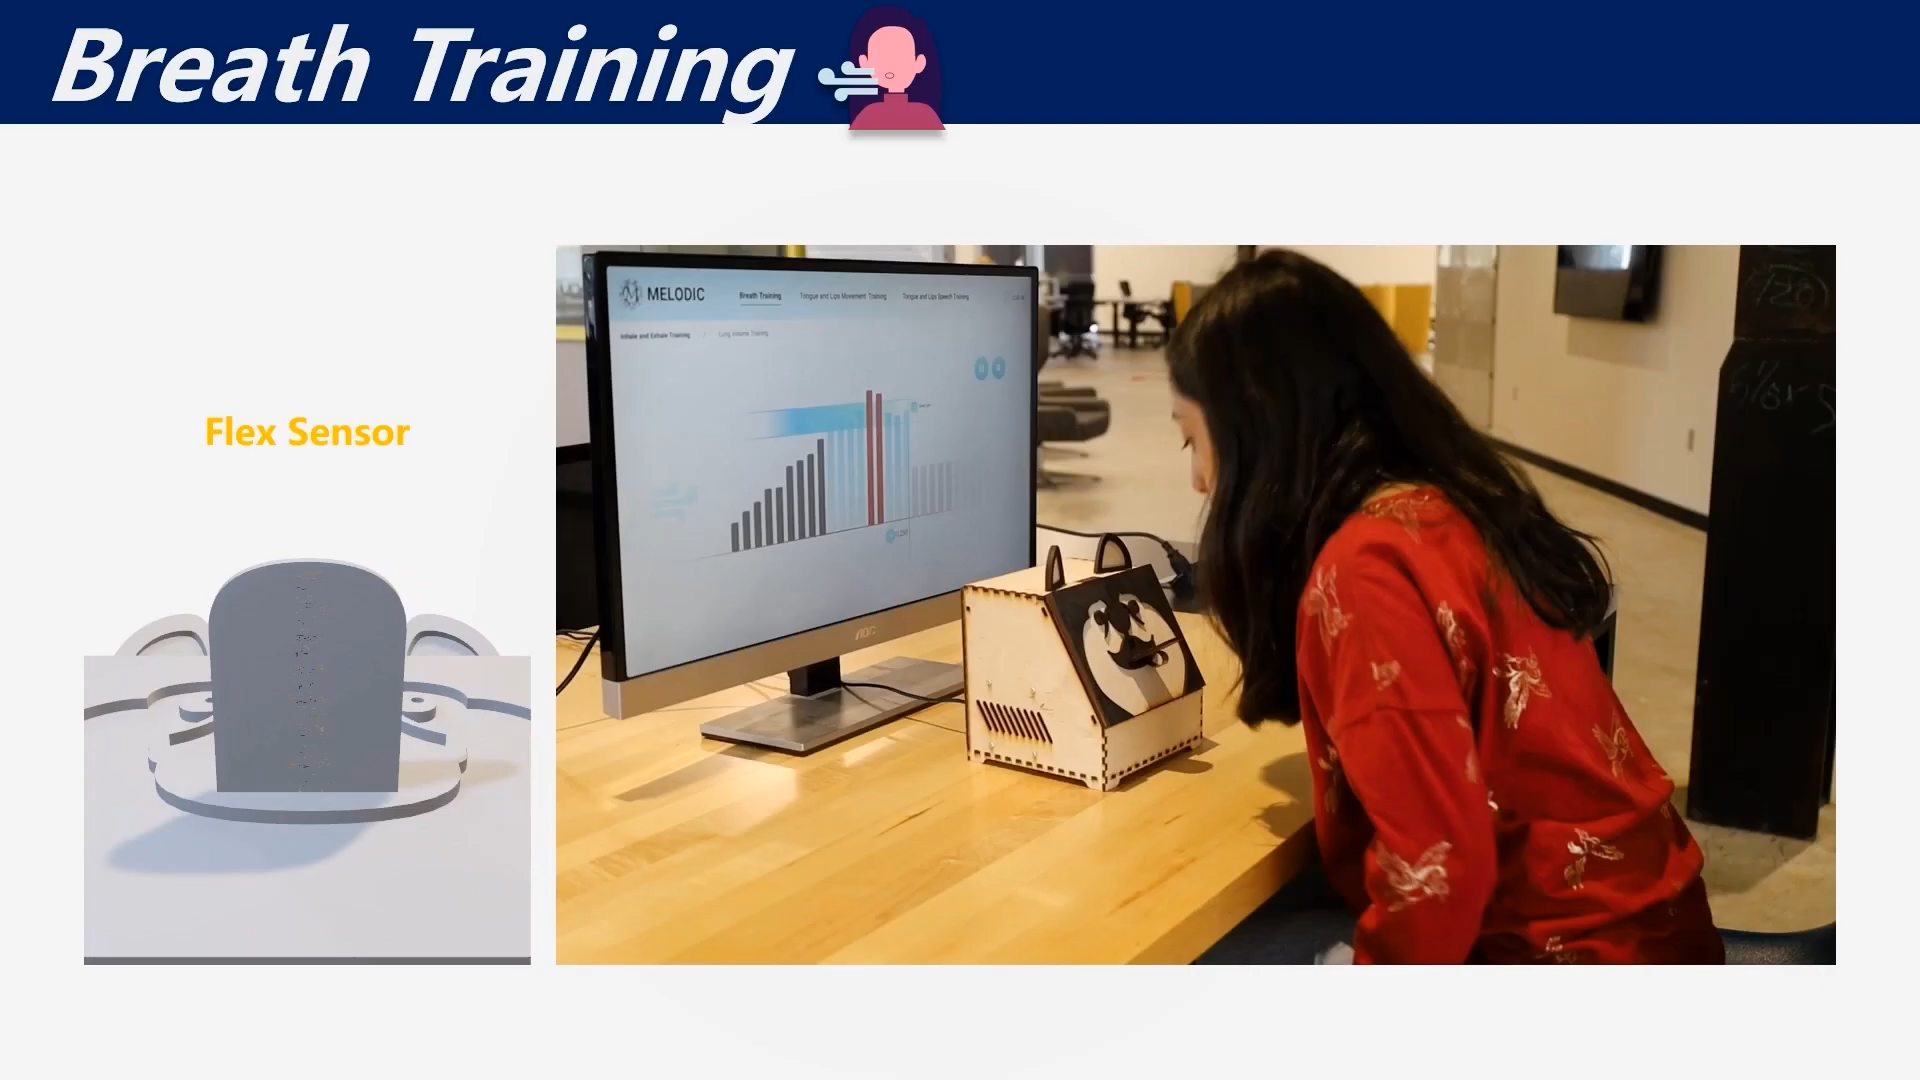 Breath Training
Flex Sensor
MELODIC
Breath Training
Tongue and Lips Movement Training
Tongue and Lips Speech Training
Inhale and Exhale Training
Lung Volume Training
AOC